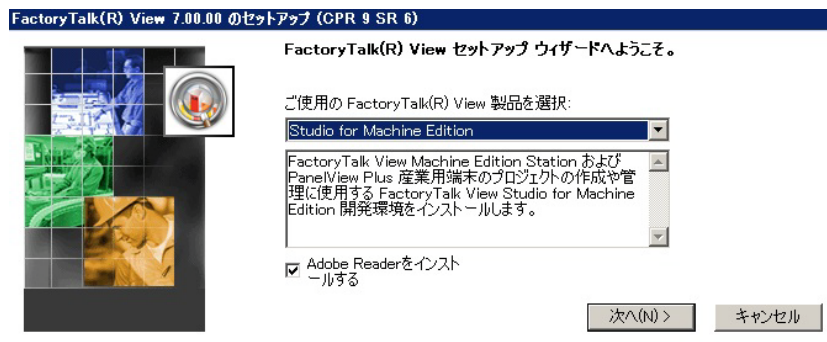 FactoryTalk(R) View 7.00.00 のセットアップ (CPR 9 SR 6)
FactoryTalk(R) View セットアップ ウィザードへようこそ。
ご使用の FactoryTalk(R) View 製品を選択:
Studio for Machine Edition
FactoryTalk View Machine Edition Station および
PanelView Plus 産業用端末のプロジェクトの作成や管
理に使用する FactoryTalk View Studio for Machine
Edition 開発環境をインストールします。
Adobe Readerをインスト
ールする
次へ(N) >
キャンセル